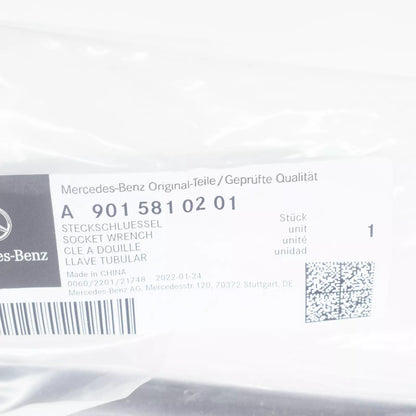 Mercedes-Benz Original-Teile/Geprüfte Qualität
A 901 581 02 01
STECKSCHLUESSEL
SOCKET WRENCH
CLE A DOUILLE
LLAVE TUBULAR
Stück
unit
unité
unidad
1
Made in CHINA
0060/2201/21748 2022-01-24
Mercedes-Benz AG, Mercedesstr.120, 70372 Stuttgart, DE
des-Benz